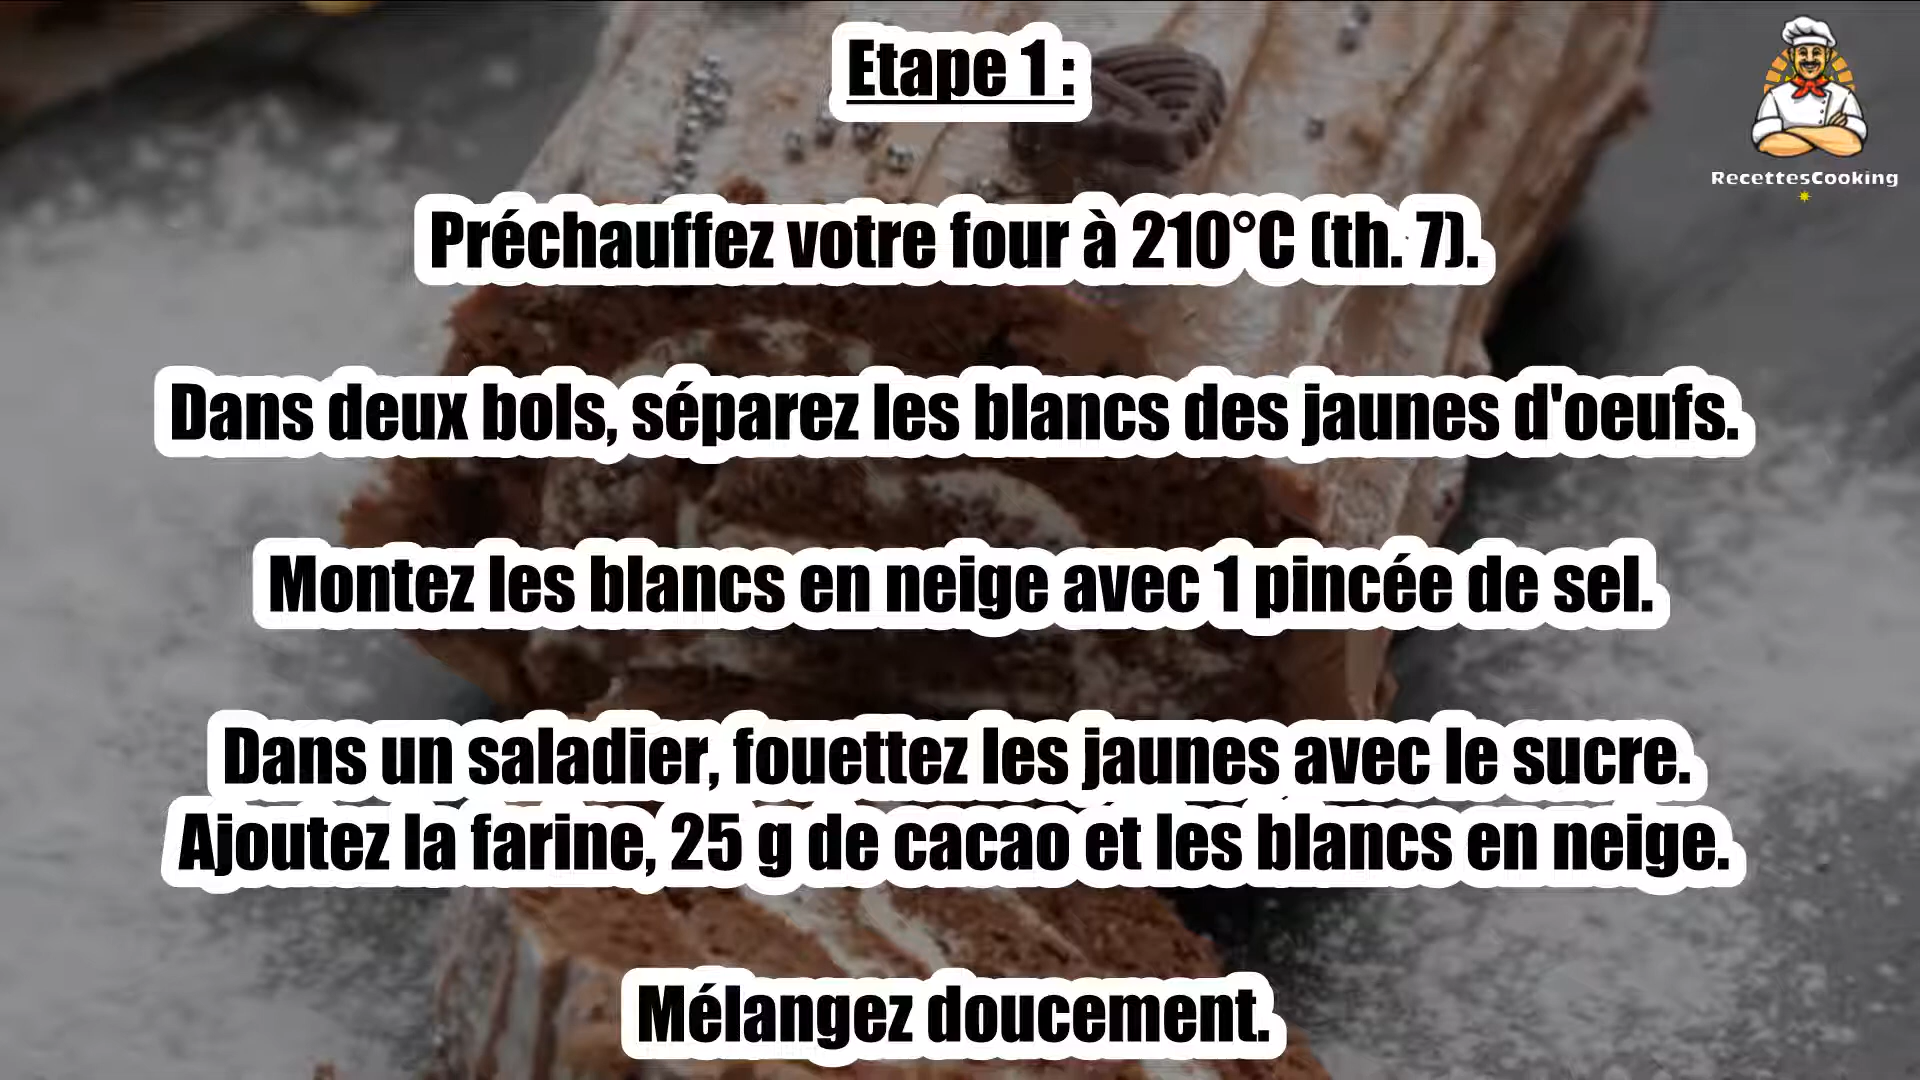 Etape 1 :
RecettesCooking
Préchauffez votre four à 210°C (th. 7).
Dans deux bols, séparez les blancs des jaunes d'oeufs.
Montez les blancs en neige avec 1 pincée de sel.
Dans un saladier, fouettez les jaunes avec le sucre.
Ajoutez la farine, 25 g de cacao et les blancs en neige.
Mélangez doucement.